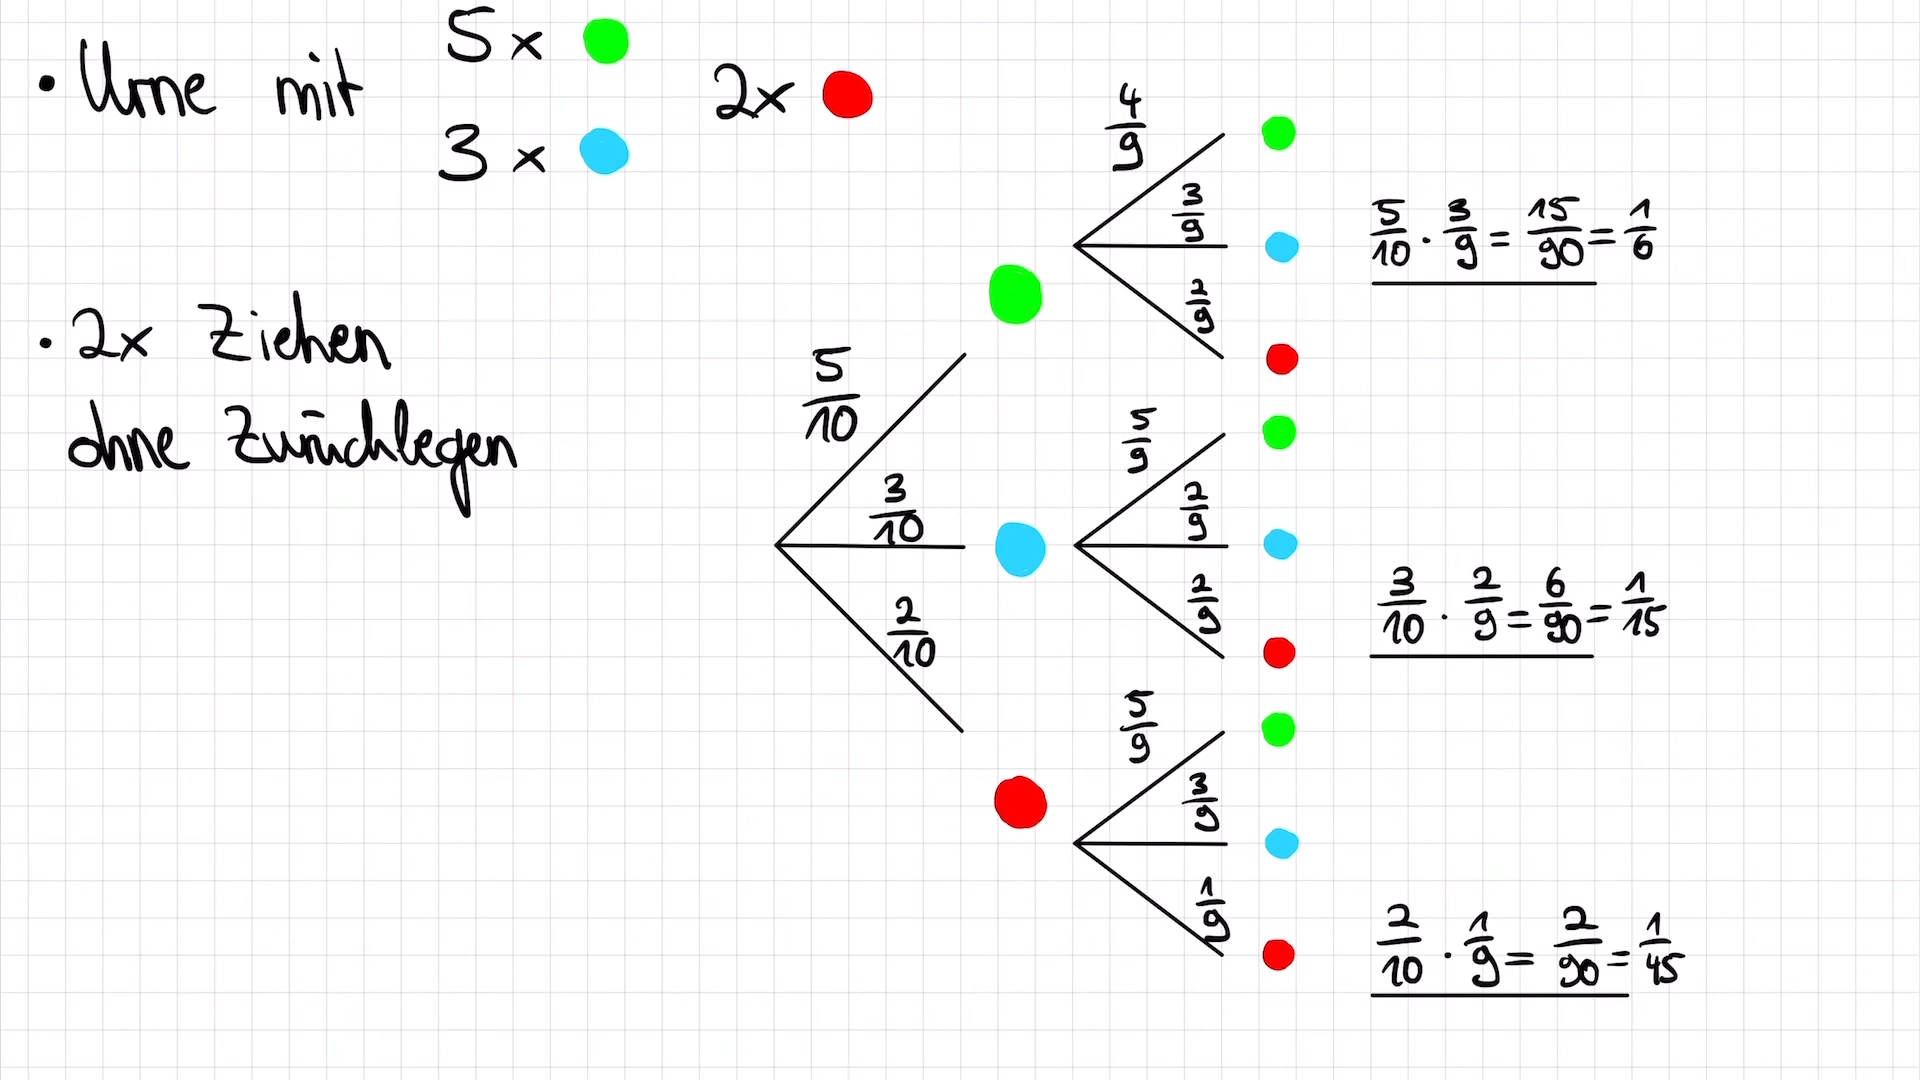 • Urne mit 5x
3x
2x
• 2x Ziehen
ohne Zurücklegen
5/10
3/10
2/10
4/9
3/9
2/9
5/9
2/9
2/9
5/9
3/9
1/9
5/10 · 3/9 = 15/90 = 1/6
3/10 · 2/9 = 6/90 = 1/15
2/10 · 1/9 = 2/90 = 1/45